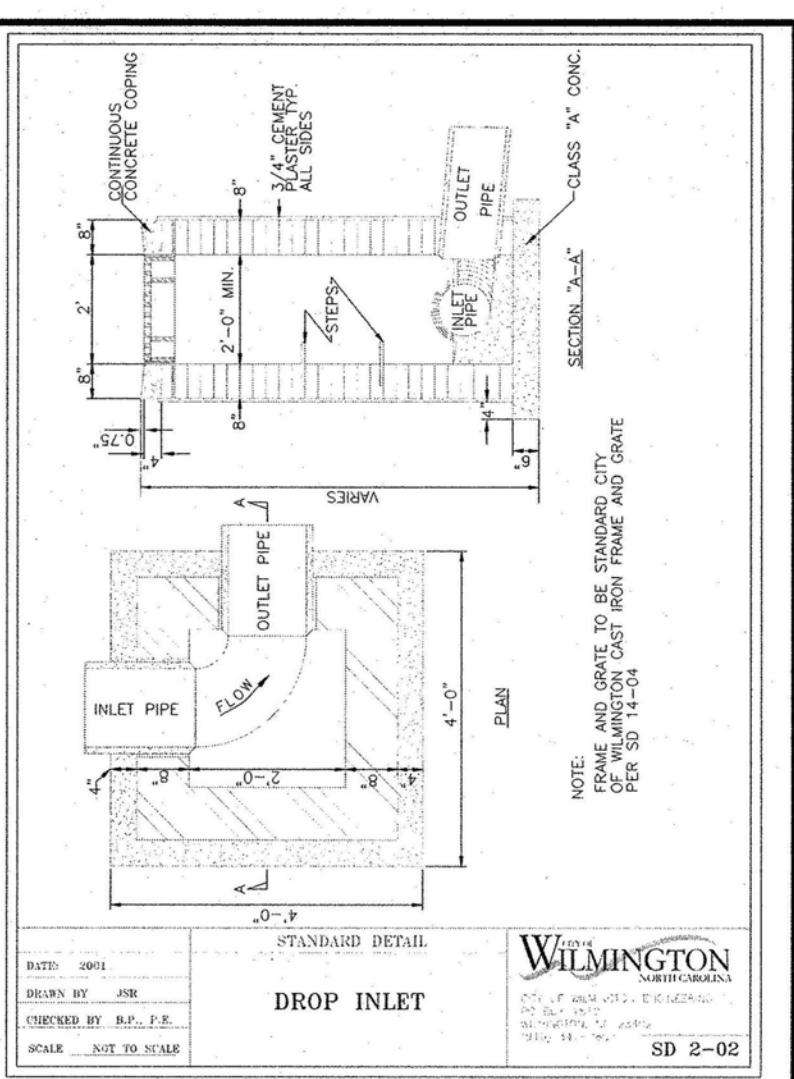 CONTINUOUS
CONCRETE COPING
3/4" CEMENT
PLASTER TYP.
ALL SIDES
8"
2'
8"
0.75"
4"
8"
2'-0" MIN.
8"
STEPS
VARIES
INLET
PIPE
OUTLET
PIPE
CLASS "A" CONC.
4"
6"
SECTION "A-A"
A
A
INLET PIPE
FLOW
OUTLET PIPE
4"
8"
2'-0"
8"
4"
4'-0"
4'-0"
PLAN
NOTE:
FRAME AND GRATE TO BE STANDARD CITY
OF WILMINGTON CAST IRON FRAME AND GRATE
PER SD 14-04
DATE: 2001
DRAWN BY JSR
CHECKED BY B.P., P.E.
SCALE NOT TO SCALE
STANDARD DETAIL
DROP INLET
CITY OF
WILMINGTON
NORTH CAROLINA
SD 2-02